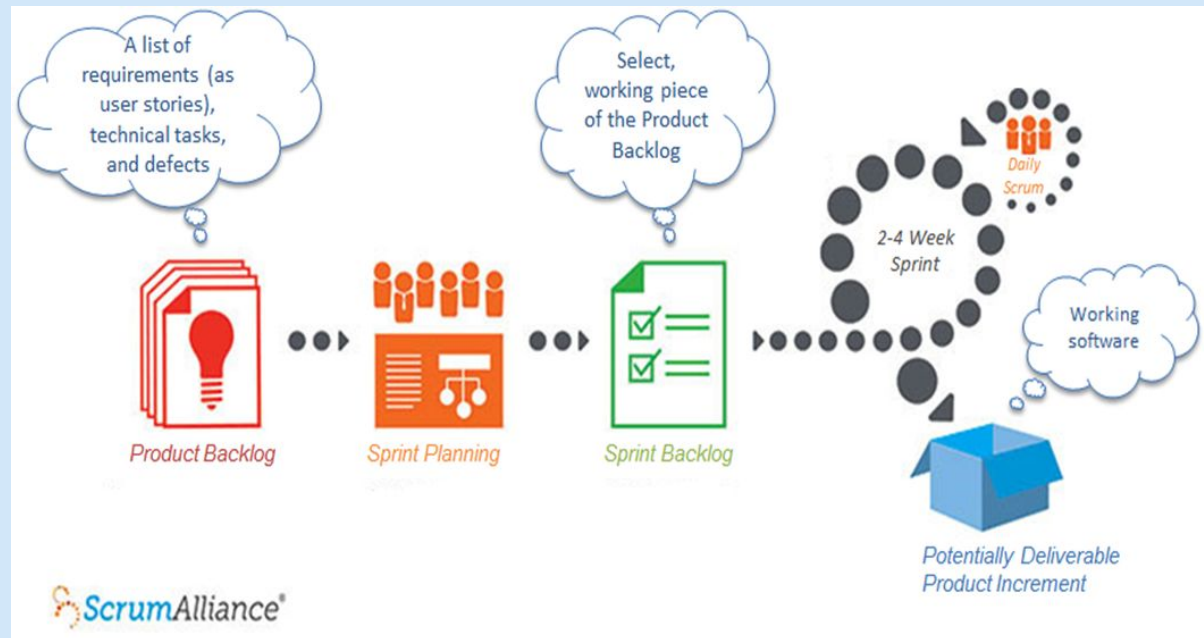 A list of
requirements (as
user stories),
technical tasks,
and defects
Select,
working piece
of the Product
Backlog
Daily
Scrum
2-4 Week
Sprint
Working
software
Product Backlog
Sprint Planning
Sprint Backlog
Potentially Deliverable
Product Increment
ScrumAlliance®